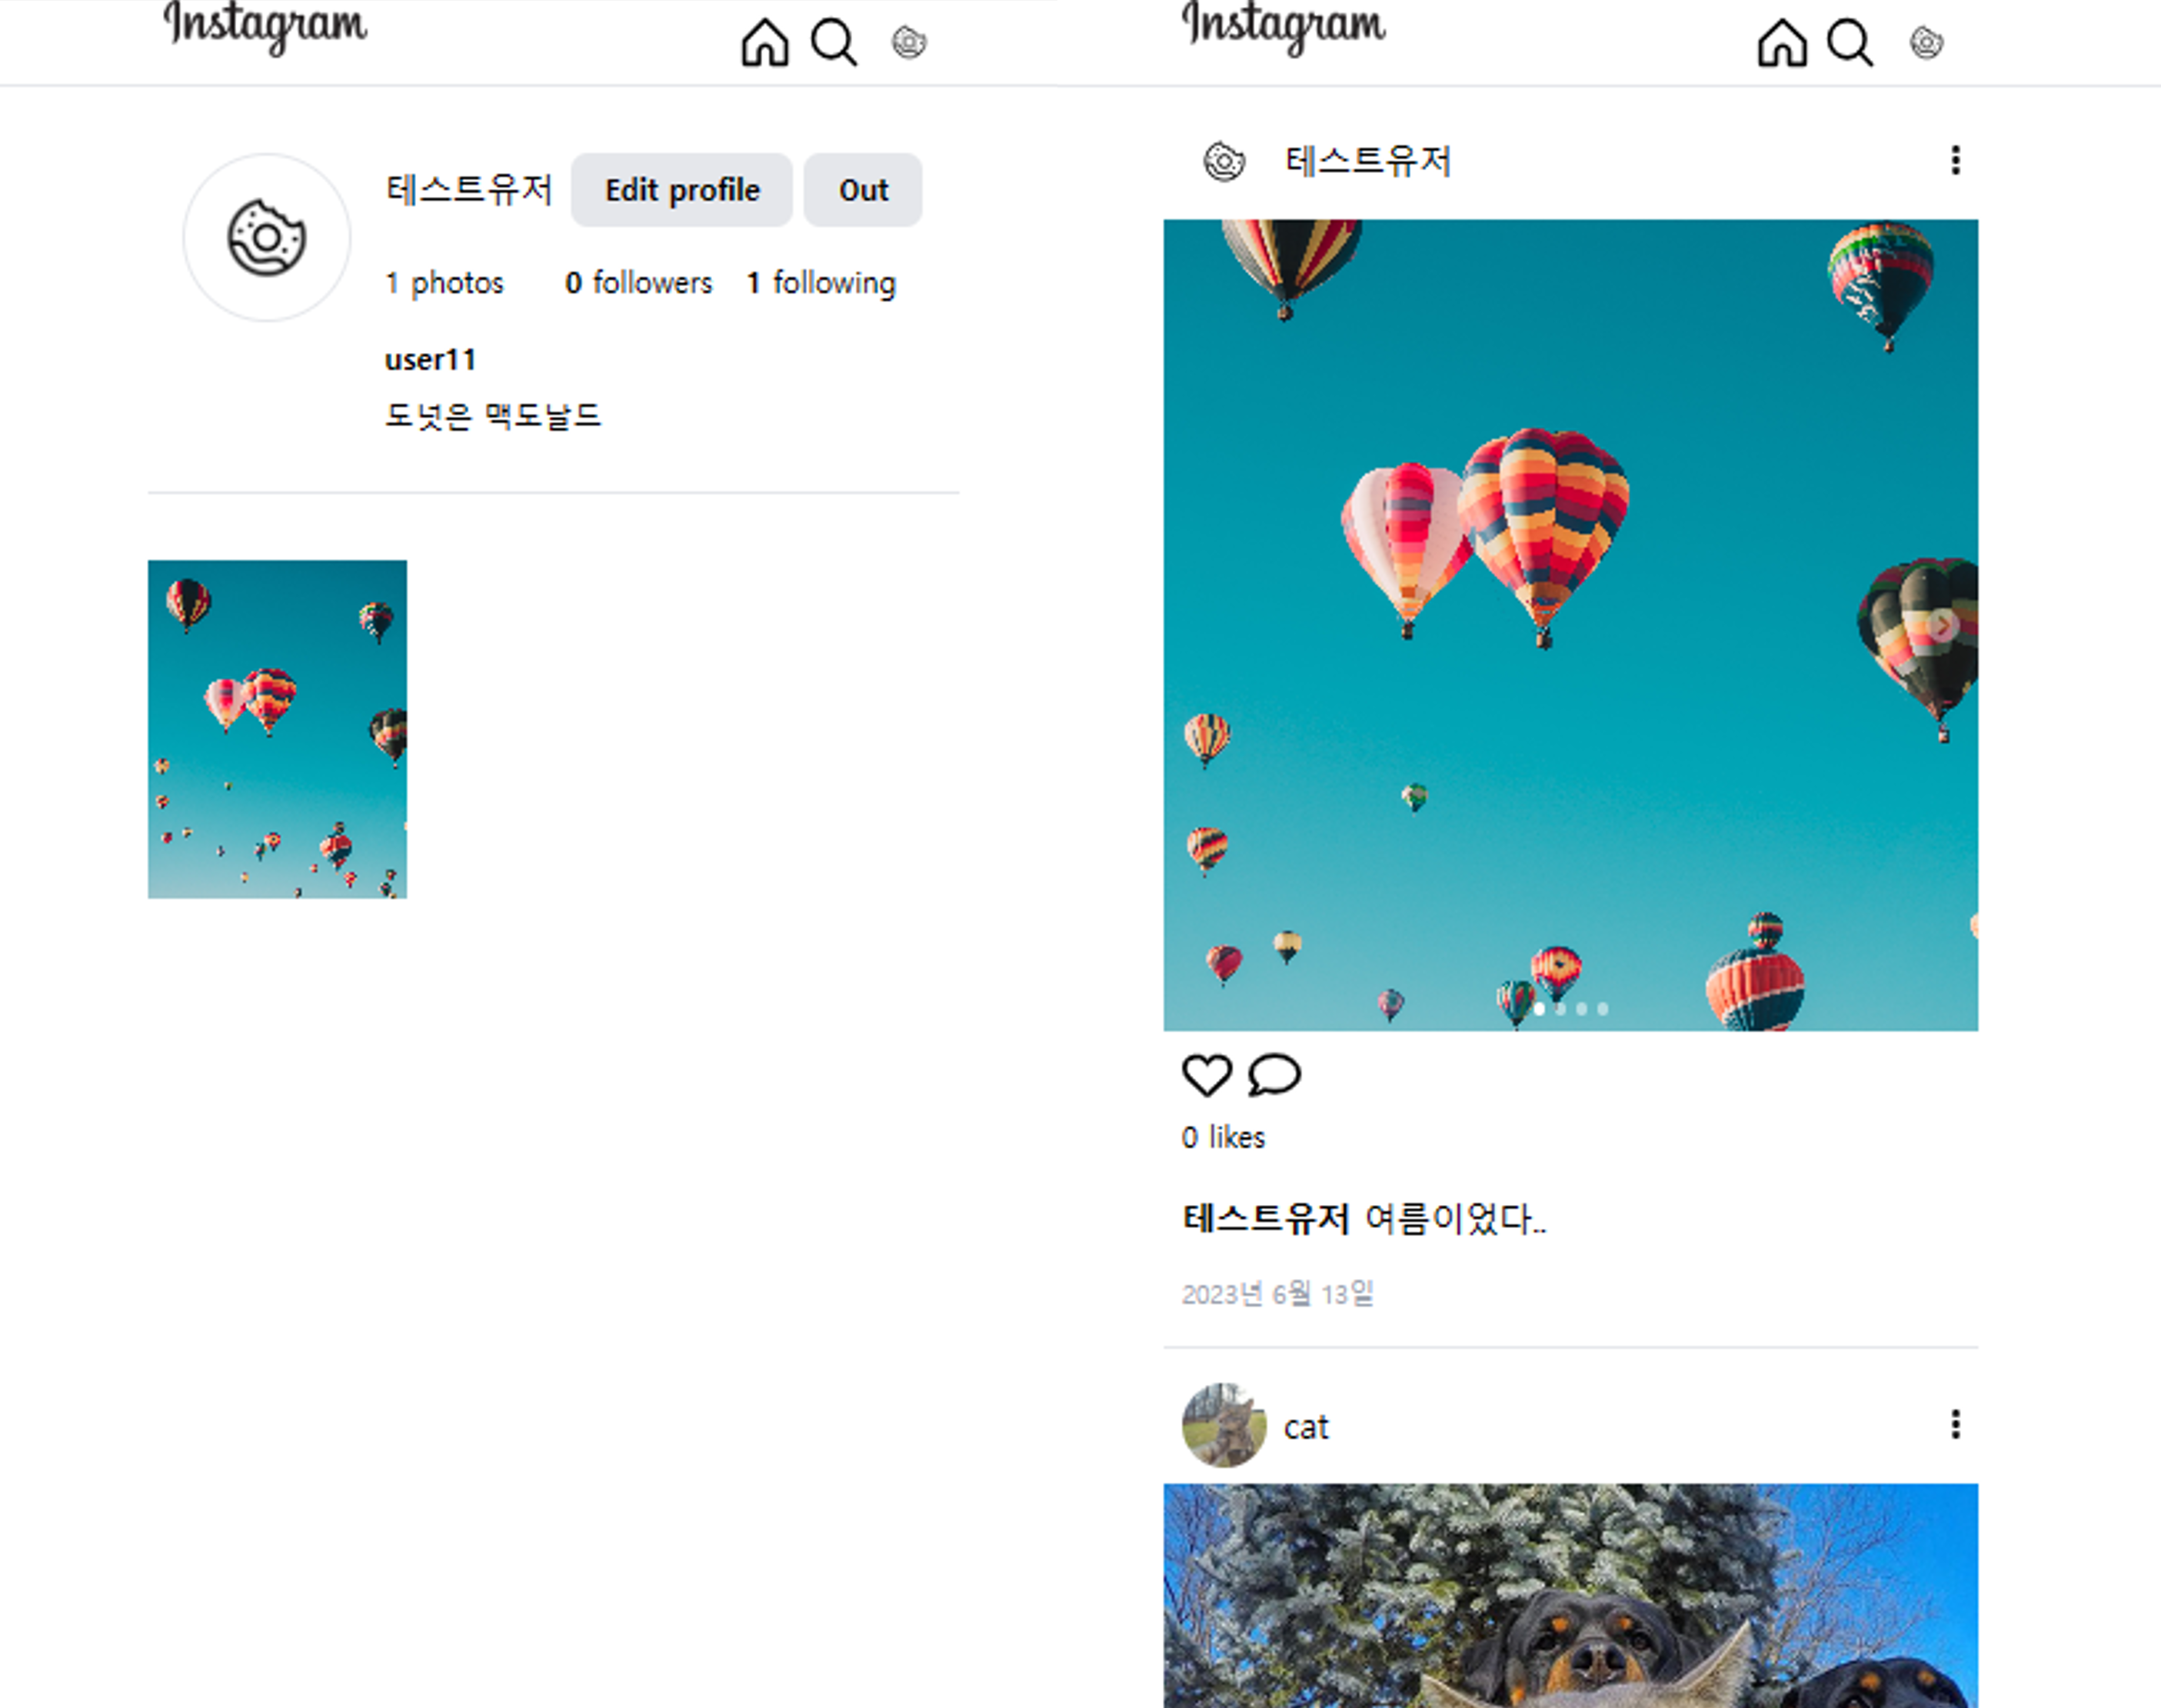 Instagram
테스트유저 Edit profile Out
1 photos 0 followers 1 following
user11
도넛은 맥도날드
Instagram
테스트유저
0 likes
테스트유저 여름이었다..
2023년 6월 13일
cat